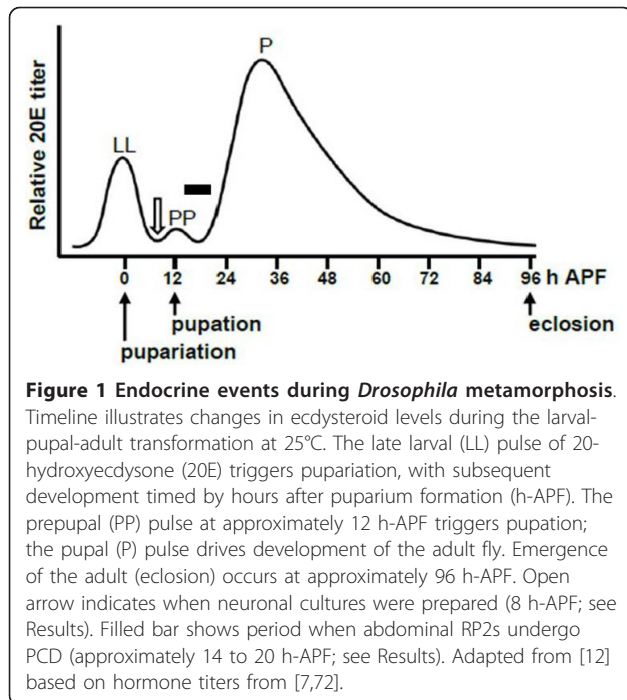 Relative 20E titer
LL
PP
P
0 12 24 36 48 60 72 84 96 h APF
pupation
eclosion
pupariation
Figure 1 Endocrine events during Drosophila metamorphosis.
Timeline illustrates changes in ecdysteroid levels during the larval-
pupal-adult transformation at 25°C. The late larval (LL) pulse of 20-
hydroxyecdysone (20E) triggers pupariation, with subsequent
development timed by hours after puparium formation (h-APF). The
prepupal (PP) pulse at approximately 12 h-APF triggers pupation;
the pupal (P) pulse drives development of the adult fly. Emergence
of the adult (eclosion) occurs at approximately 96 h-APF. Open
arrow indicates when neuronal cultures were prepared (8 h-APF; see
Results). Filled bar shows period when abdominal RP2s undergo
PCD (approximately 14 to 20 h-APF; see Results). Adapted from [12]
based on hormone titers from [7,72].